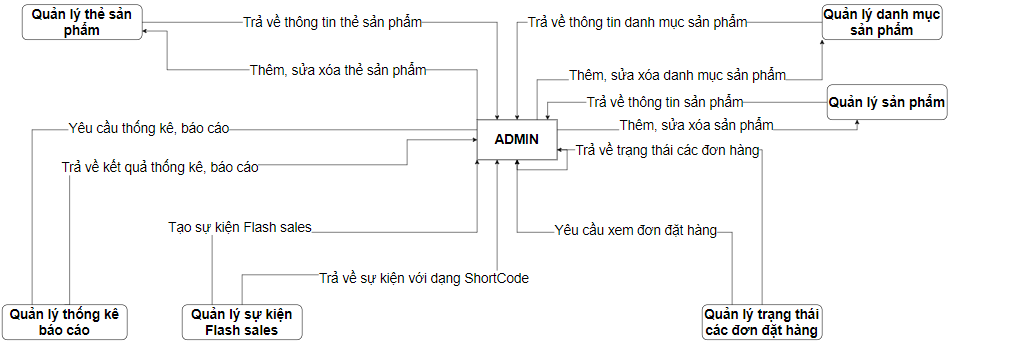 Quản lý thẻ sản
phẩm
Trả về thông tin thẻ sản phẩm
Trả về thông tin danh mục sản phẩm
Quản lý danh mục
sản phẩm
Thêm, sửa xóa thẻ sản phẩm
Thêm, sửa xóa danh mục sản phẩm
Trả về thông tin sản phẩm
Quản lý sản phẩm
Yêu cầu thống kê, báo cáo
Thêm, sửa xóa sản phẩm
ADMIN
Trả về trạng thái các đơn hàng
Trả về kết quả thống kê, báo cáo
Tạo sự kiện Flash sales
Yêu cầu xem đơn đặt hàng
Trả về sự kiện với dạng ShortCode
Quản lý thống kê
báo cáo
Quản lý sự kiện
Flash sales
Quản lý trạng thái
các đơn đặt hàng